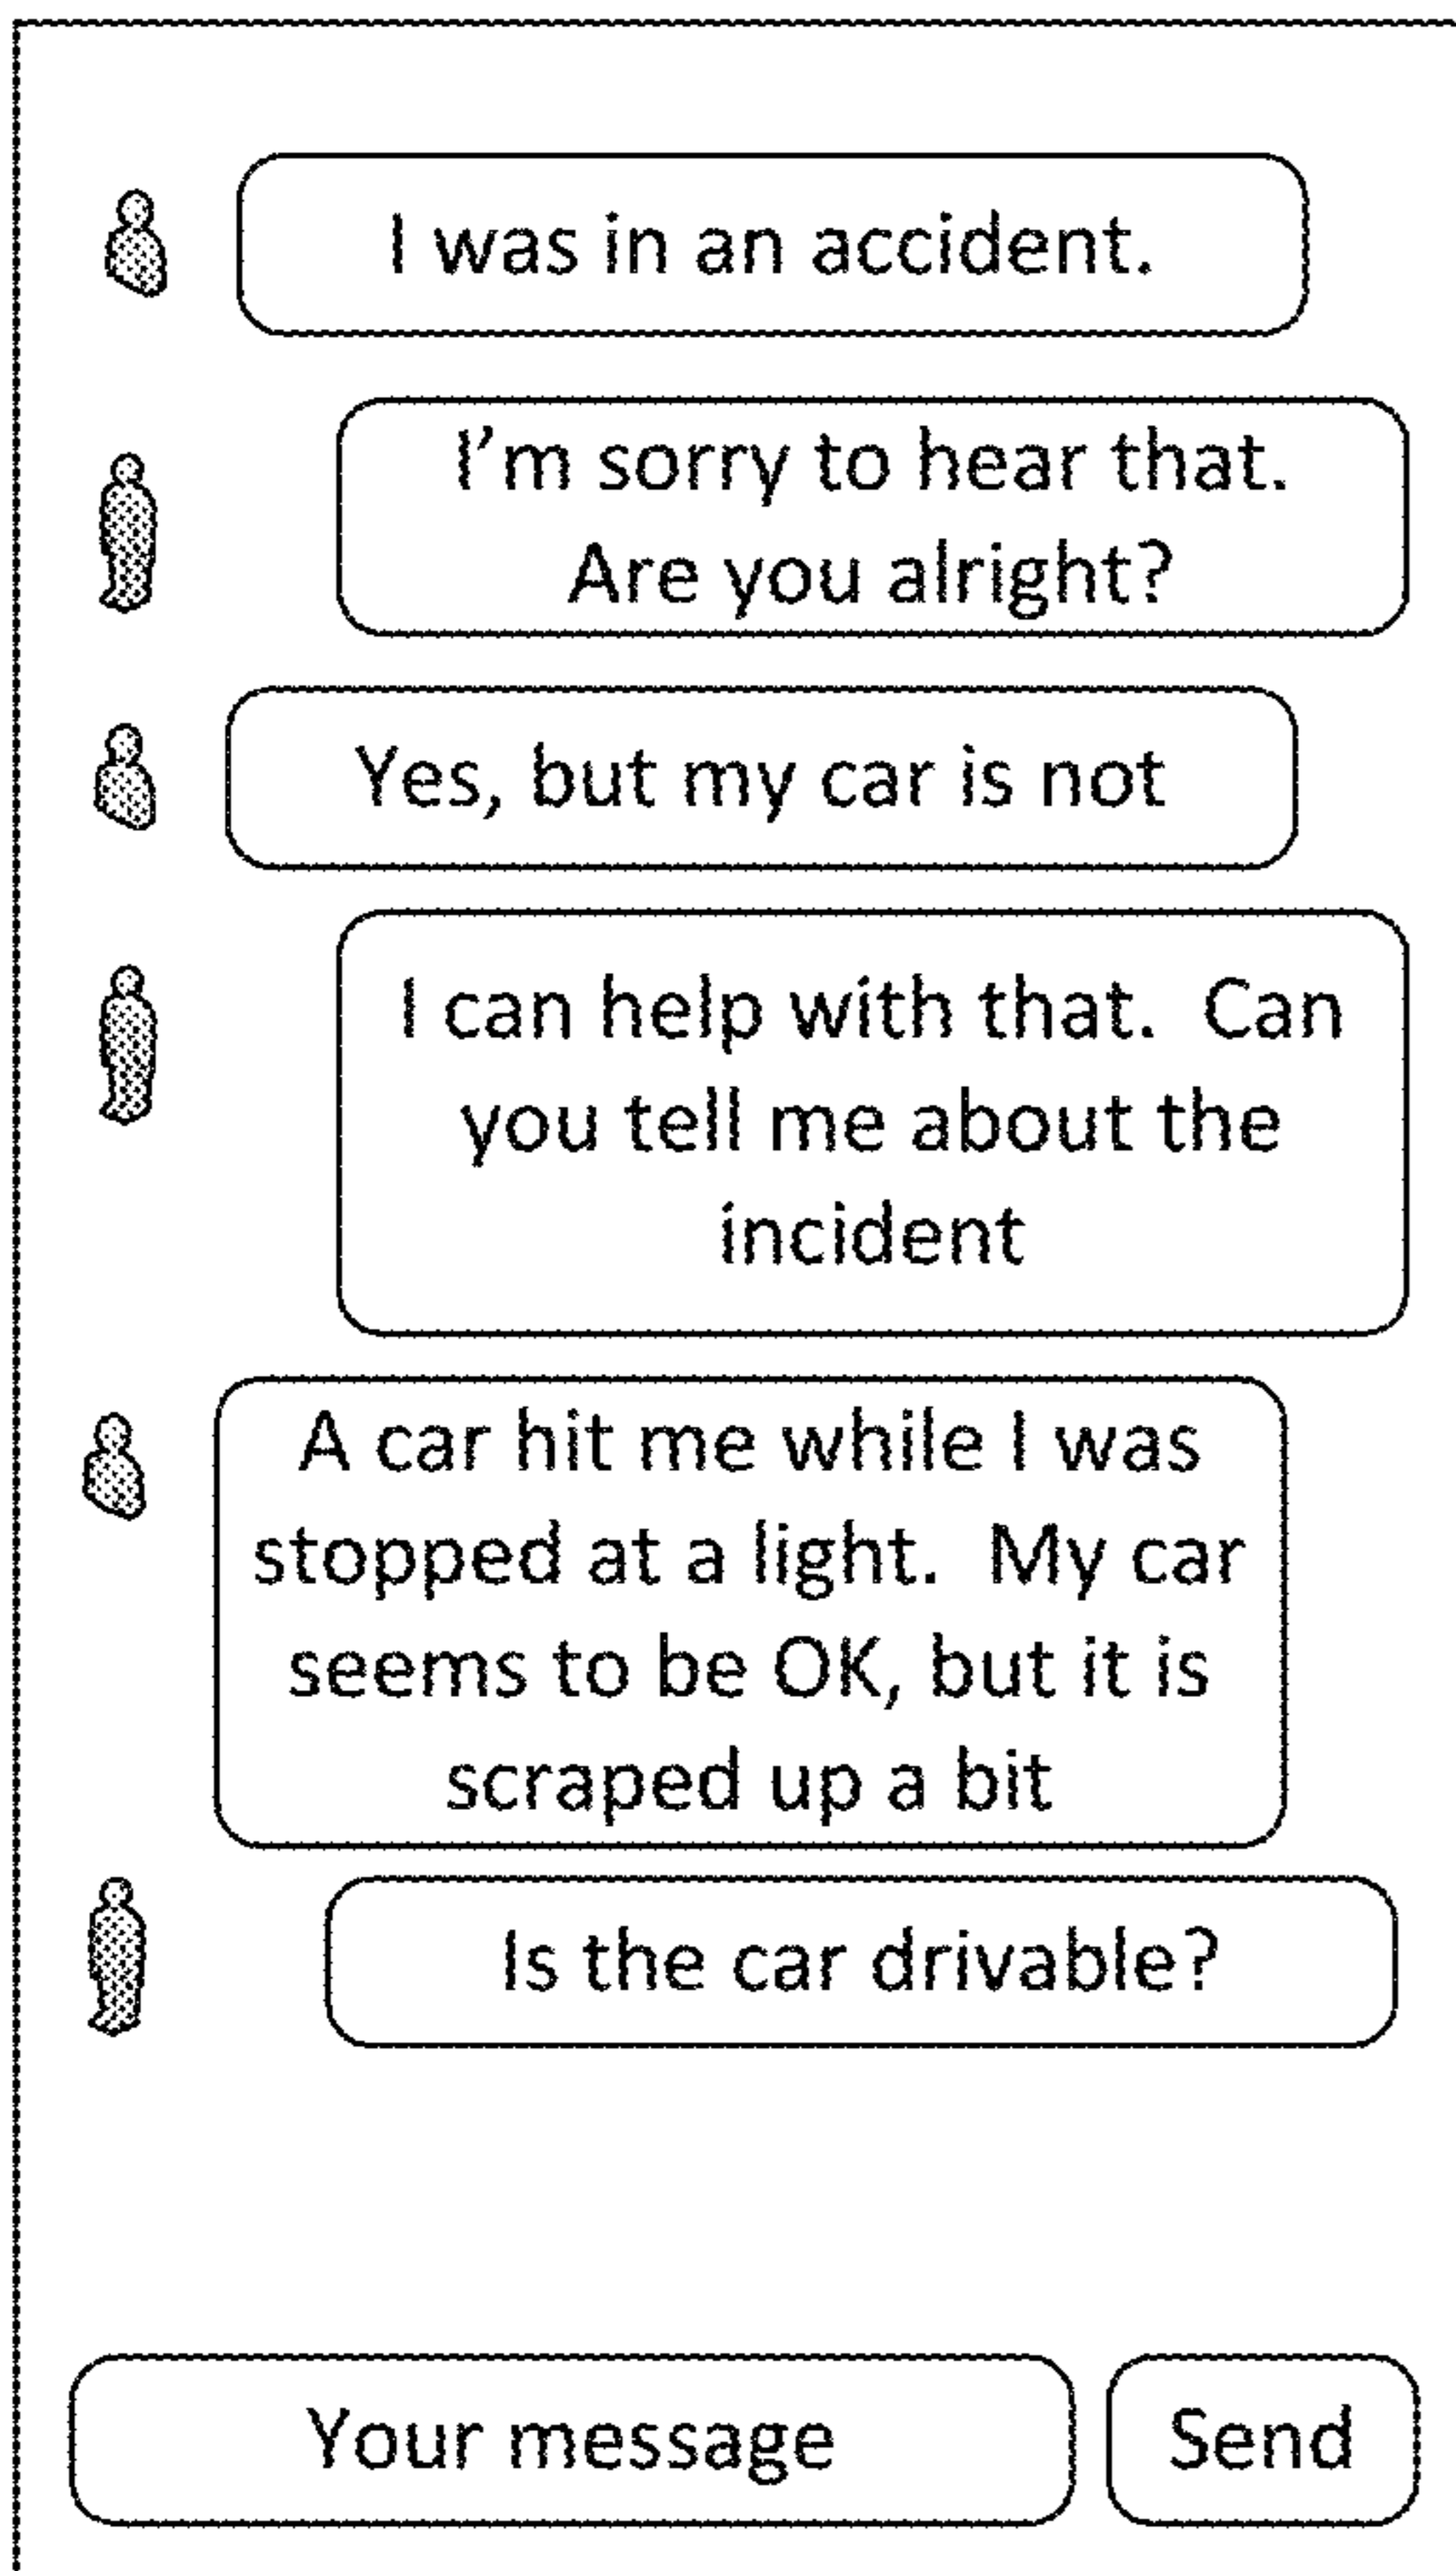 I was in an accident.
I'm sorry to hear that.
Are you alright?
Yes, but my car is not
I can help with that.  Can
you tell me about the
incident
A car hit me while I was
stopped at a light.  My car
seems to be OK, but it is
scraped up a bit
Is the car drivable?
Your message
Send